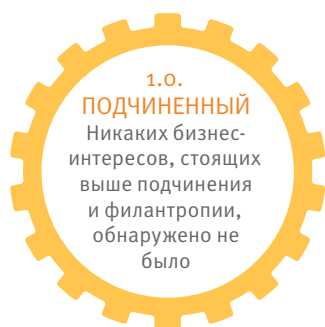 1.0.
ПОДЧИНЕННЫЙ
Никаких бизнес-
интересов, стоящих
выше подчинения
и филантропии,
обнаружено не
было